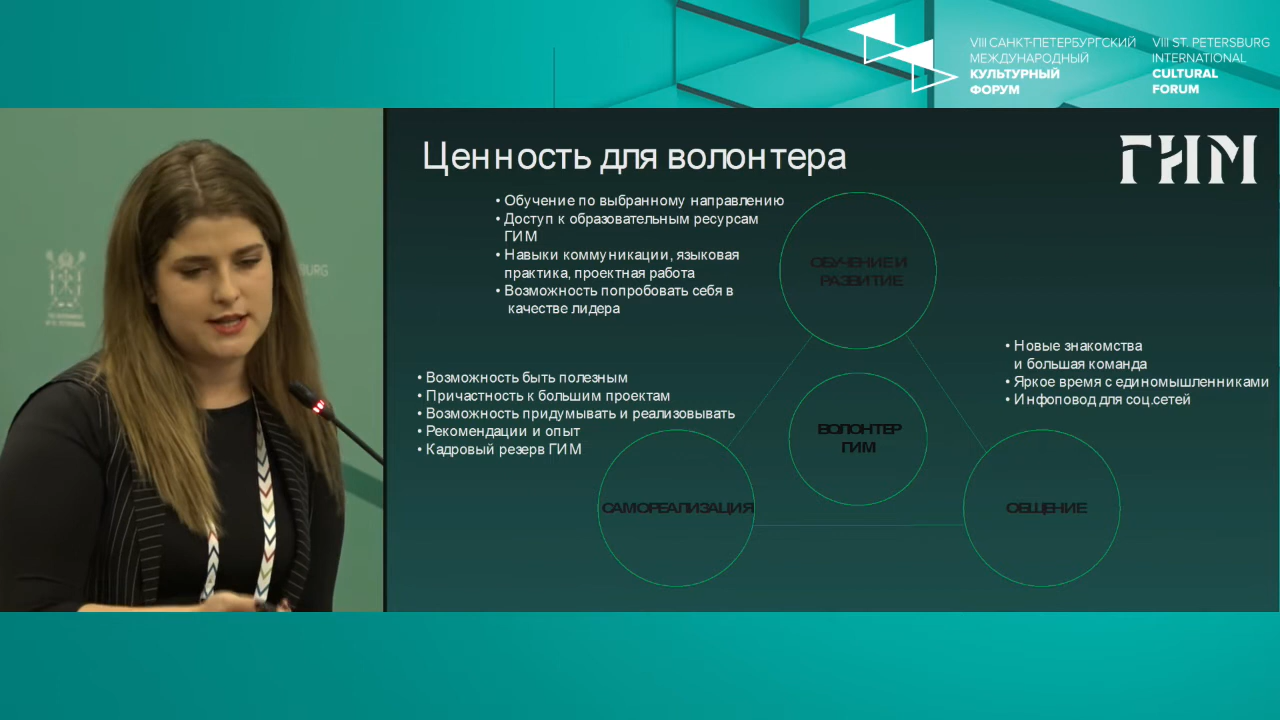 VIII САНКТ-ПЕТЕРБУРГСКИЙ
МЕЖДУНАРОДНЫЙ
КУЛЬТУРНЫЙ
ФОРУМ
VIII ST. PETERSBURG
INTERNATIONAL
CULTURAL
FORUM
Ценность для волонтера
ГИМ
• Обучение по выбранному направлению
• Доступ к образовательным ресурсам
ГИМ
• Навыки коммуникации, языковая
практика, проектная работа
• Возможность попробовать себя в
качестве лидера
ОБУЧЕНИЕ И
РАЗВИТИЕ
• Новые знакомства
и большая команда
• Яркое время с единомышленниками
• Инфоповод для соц.сетей
• Возможность быть полезным
• Причастность к большим проектам
• Возможность придумывать и реализовывать
• Рекомендации и опыт
• Кадровый резерв ГИМ
ВОЛОНТЕР
ГИМ
САМОРЕАЛИЗАЦИЯ
ОБЩЕНИЕ